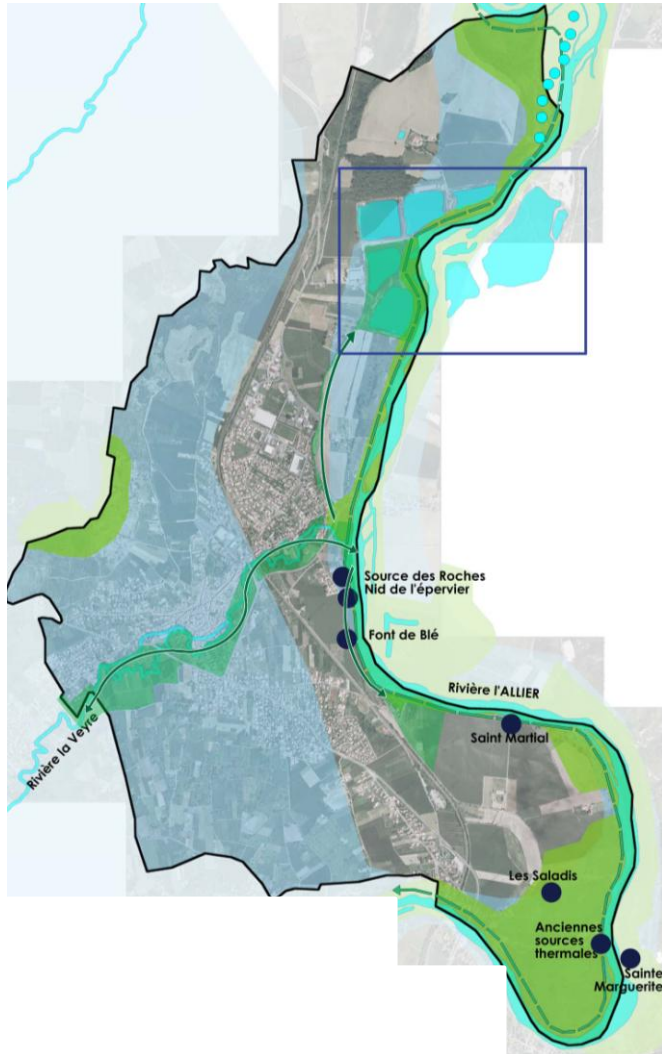 Source des Roches
Nid de l'épervier
Font de Blé
Rivière l'ALLIER
Saint Martial
Rivière la Veyre
Les Saladis
Anciennes
sources
thermales
Sainte
Marguerite